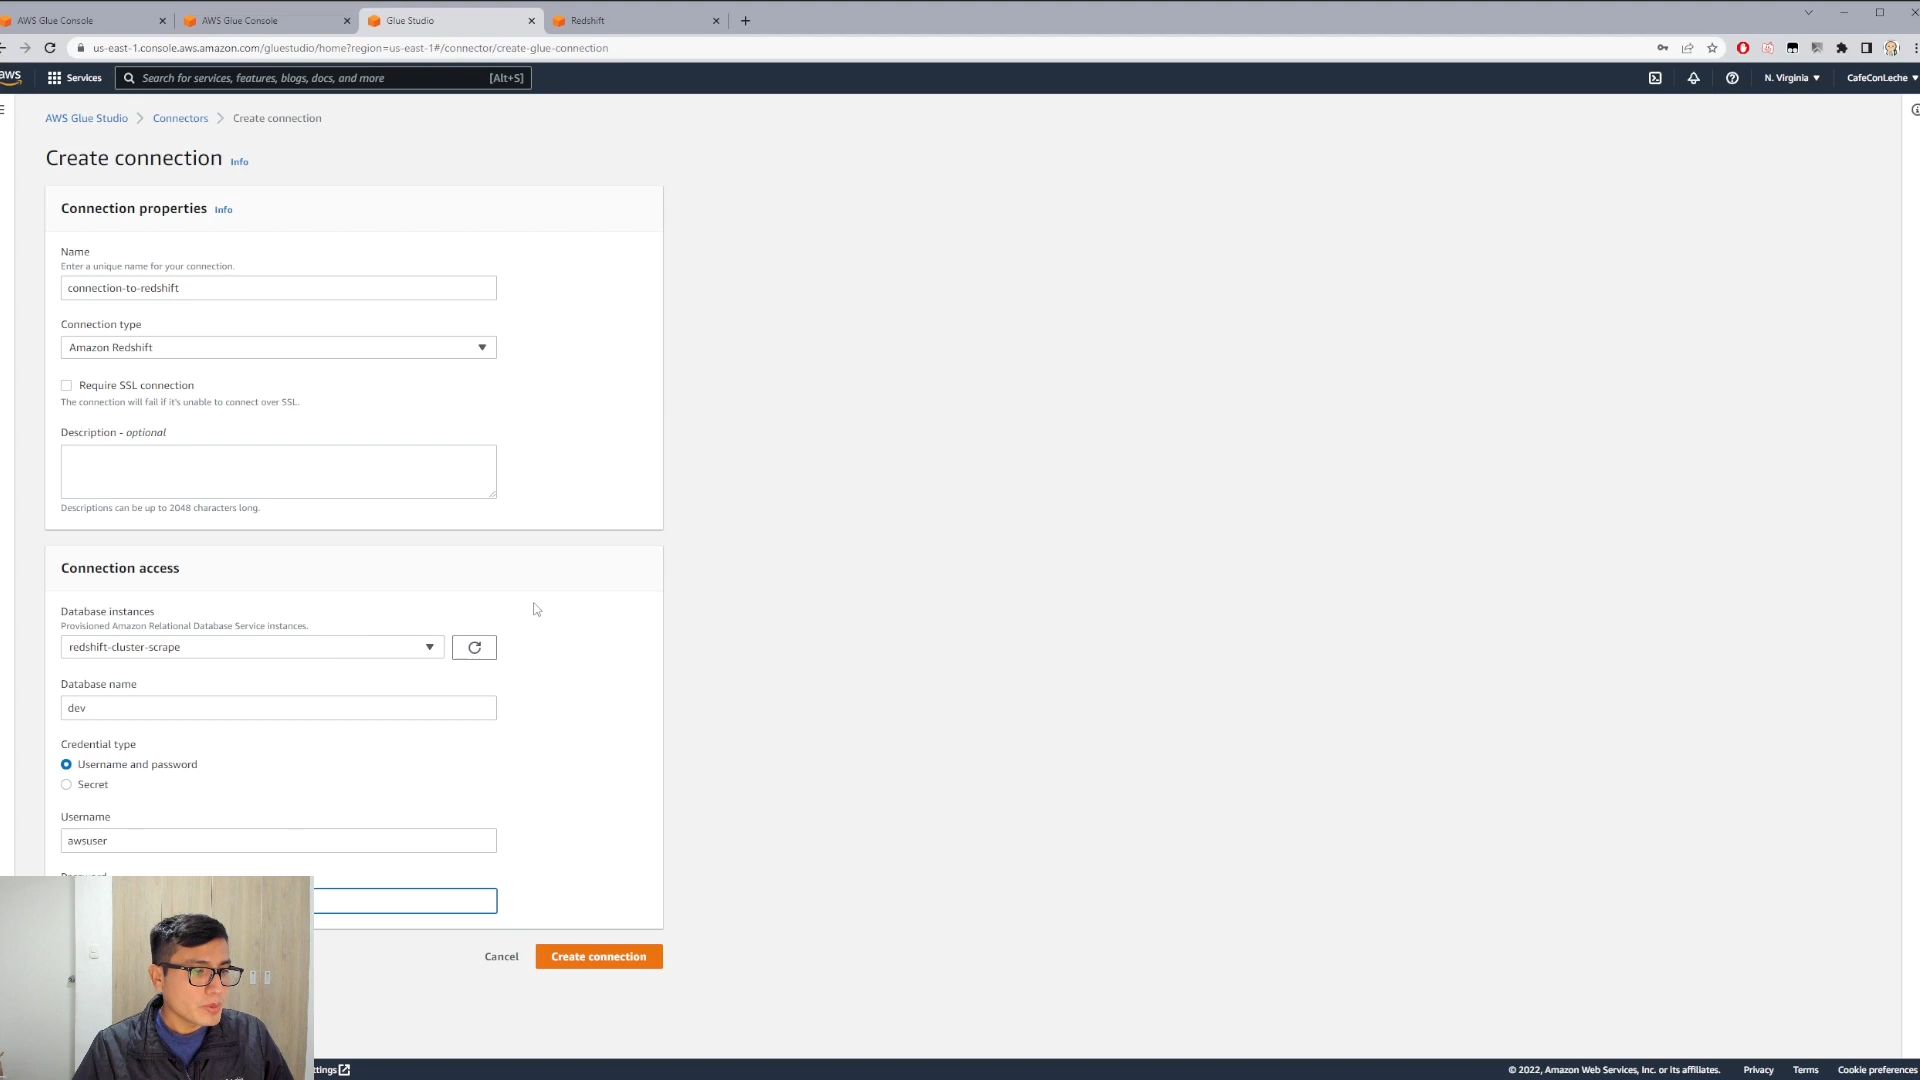 AWS Glue Console
AWS Glue Console
Glue Studio
Redshift
us-east-1.console.aws.amazon.com/gluestudio/home?region=us-east-1#/connector/create-glue-connection
aws
Services
Search for services, features, blogs, docs, and more
[Alt+S]
N. Virginia
CafeConLeche
AWS Glue Studio
Connectors
Create connection
Create connection
Info
Connection properties
Info
Name
Enter a unique name for your connection.
connection-to-redshift
Connection type
Amazon Redshift
Require SSL connection
The connection will fail if it's unable to connect over SSL.
Description - optional
Descriptions can be up to 2048 characters long.
Connection access
Database instances
Provisioned Amazon Relational Database Service instances.
redshift-cluster-scrape
Database name
dev
Credential type
Username and password
Secret
Username
awsuser
Password
Cancel
Create connection
ttings
© 2022, Amazon Web Services, Inc. or its affiliates.
Privacy
Terms
Cookie preferences